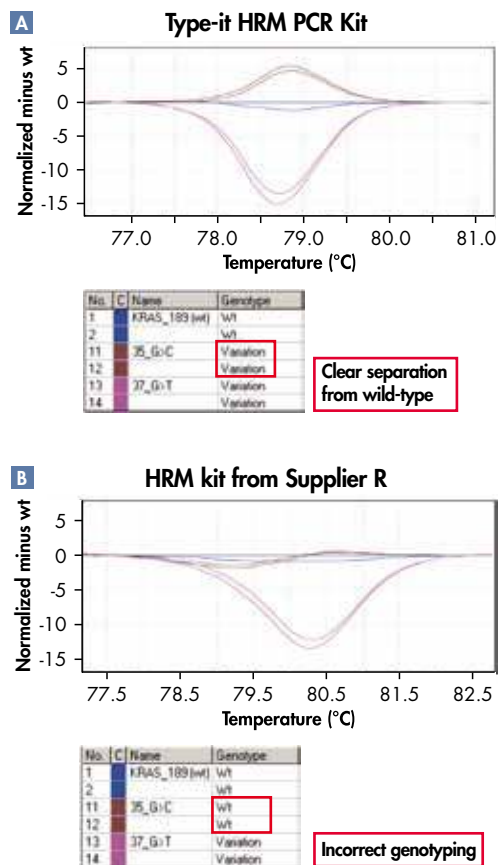 A
Type-it HRM PCR Kit
Normalized minus wt
5
0
-5
-10
-15
77.0 78.0 79.0 80.0 81.0
Temperature (°C)
No. C Name Genotype
1 KRAS_189 (wt) Wt
2 Wt
11 35_G>C Variation
12 Variation
13 37_G>T Variation
14 Variation
Clear separation
from wild-type
B
HRM kit from Supplier R
Normalized minus wt
5
0
-5
-10
-15
77.5 78.5 79.5 80.5 81.5 82.5
Temperature (°C)
No. C Name Genotype
1 KRAS_189 (wt) Wt
2 Wt
11 35_G>C Wt
12 Wt
13 37_G>T Variation
14 Variation
Incorrect genotyping